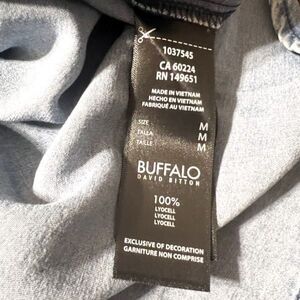 1037545
CA 60224
RN 149651
MADE IN VIETNAM
HECHO EN VIETNAM
FABRIQUÉ AU VIETNAM
SIZE M
TALLA M
TAILLE M
BUFFALO
DAVID BITTON
100%
LYOCELL
LYOCELL
LYOCELL
EXCLUSIVE OF DECORATION
GARNITURE NON COMPRISE